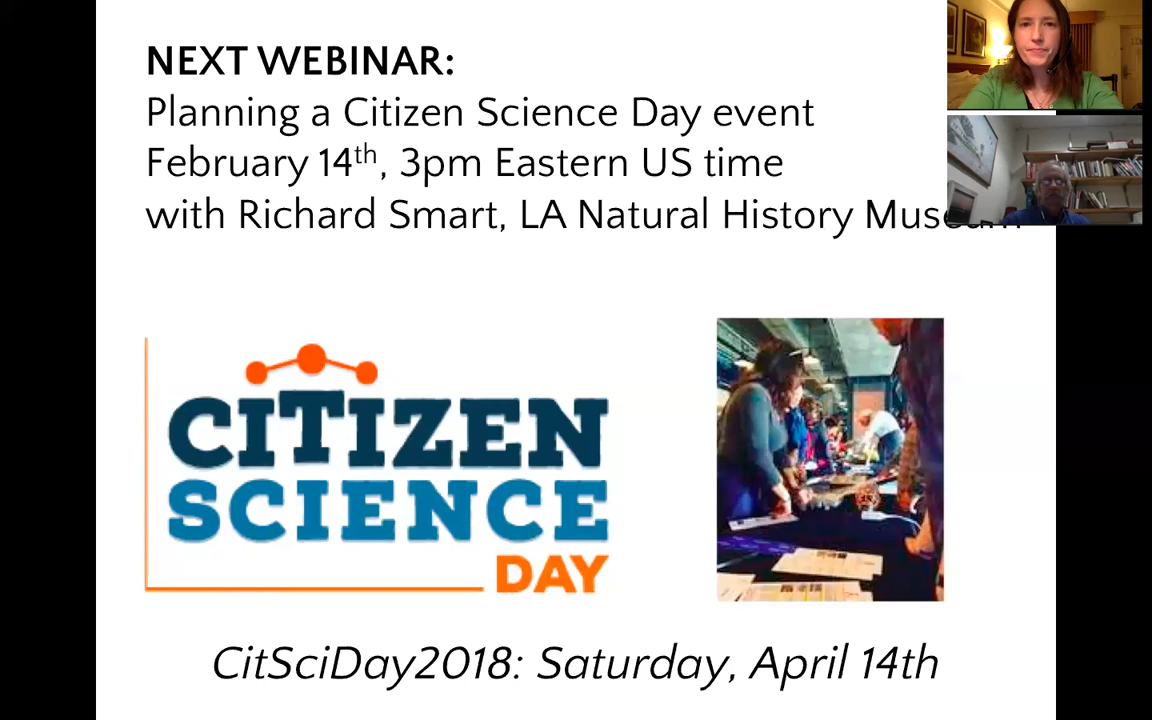 NEXT WEBINAR:
Planning a Citizen Science Day event
February 14th, 3pm Eastern US time
with Richard Smart, LA Natural History Museum
CITIZEN
SCIENCE
DAY
CitSciDay2018: Saturday, April 14th